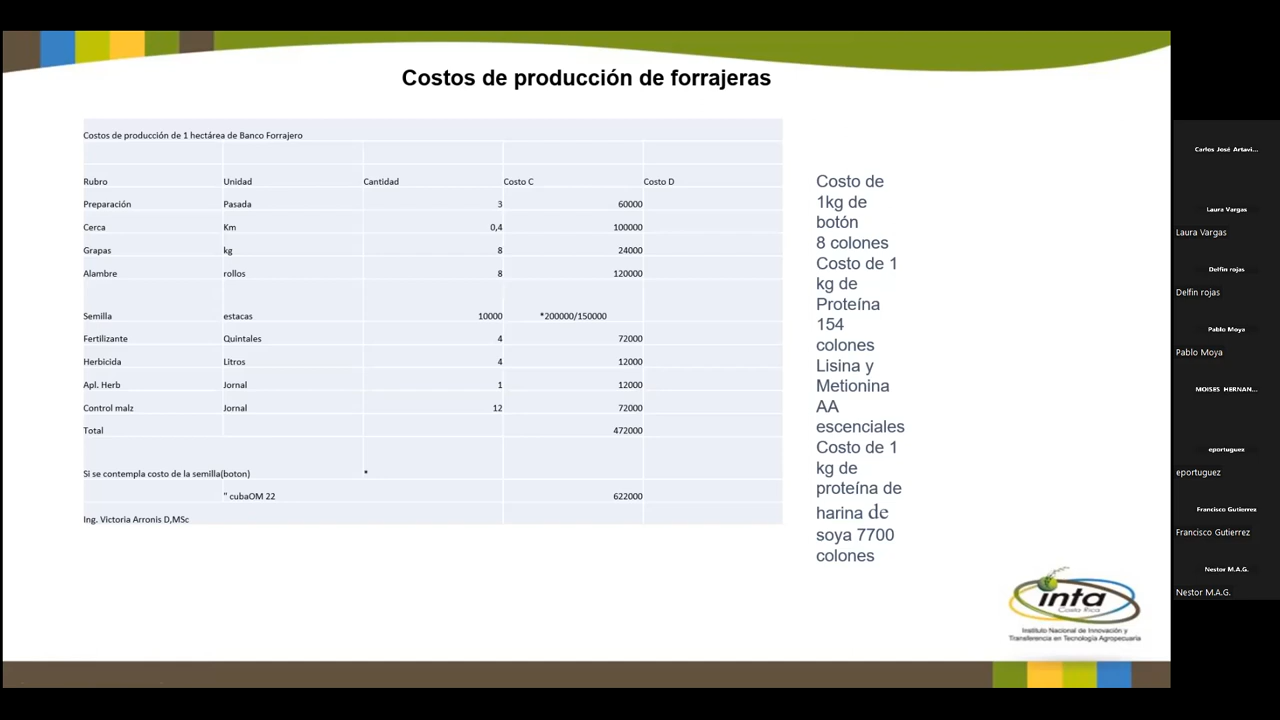 Costos de producción de forrajeras
Costos de producción de 1 hectárea de Banco Forrajero
Rubro Unidad Cantidad Costo C Costo D
Preparación Pasada 3 60000
Cerca Km 0,4 100000
Grapas kg 8 24000
Alambre rollos 8 120000
Semilla estacas 10000 *200000/150000
Fertilizante Quintales 4 72000
Herbicida Litros 4 12000
Apl. Herb Jornal 1 12000
Control malz Jornal 12 72000
Total 472000
Si se contempla costo de la semilla(boton) *
" cubaOM 22 622000
Ing. Victoria Arronis D,MSc
Costo de
1kg de
botón
8 colones
Costo de 1
kg de
Proteína
154
colones
Lisina y
Metionina
AA
escenciales
Costo de 1
kg de
proteína de
harina de
soya 7700
colones
inta
Costa Rica
Instituto Nacional de Innovación y
Transferencia en Tecnología Agropecuaria
Carlos José Artavi...
Laura Vargas
Laura Vargas
Delfin rojas
Delfin rojas
Pablo Moya
Pablo Moya
MOISES HERNAN...
eportuguez
eportuguez
Francisco Gutierrez
Francisco Gutierrez
Nestor M.A.G.
Nestor M.A.G.